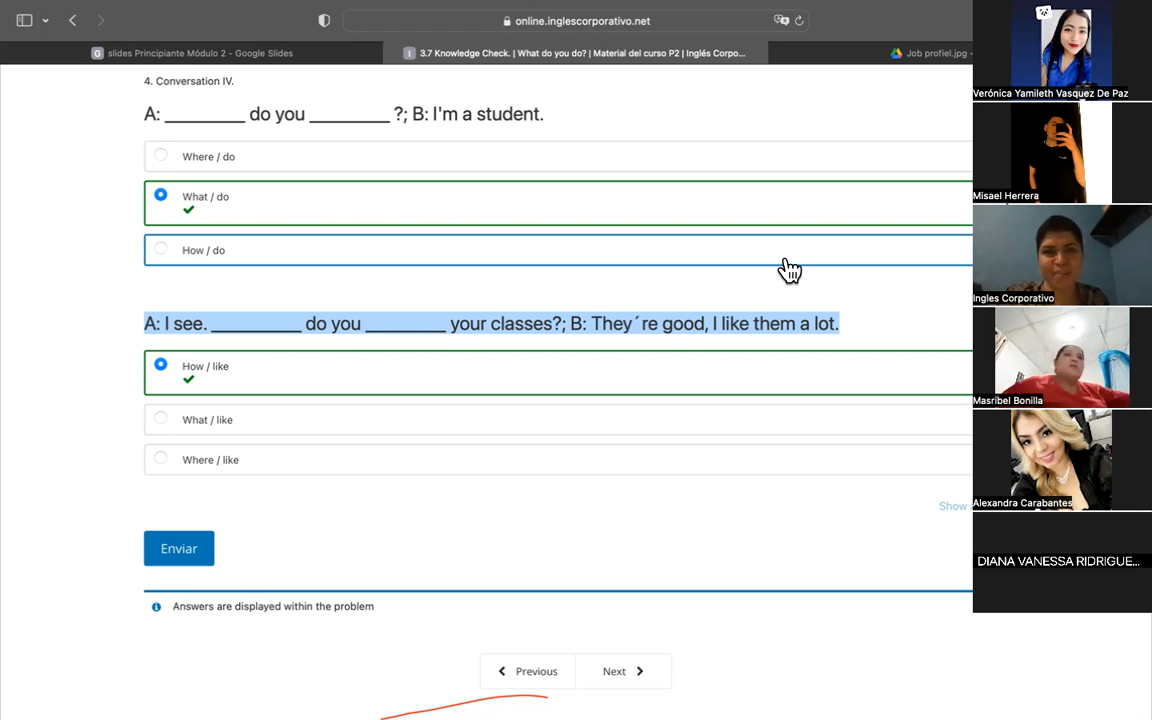 online.inglescorporativo.net
slides Principiante Módulo 2 - Google Slides
3.7 Knowledge Check. | What do you do? | Material del curso P2 | Inglés Corpo...
Job profiel.jpg -
4. Conversation IV.
A: _________ do you _________ ?; B: I'm a student.
Where / do
What / do
How / do
A: I see. __________ do you _________ your classes?; B: They´re good, I like them a lot.
How / like
What / like
Where / like
Show
Enviar
Answers are displayed within the problem
Previous
Next
Verónica Yamileth Vasquez De Paz
Misael Herrera
Ingles Corporativo
Masribel Bonilla
Alexandra Carabantes
DIANA VANESSA RIDRIGUE...